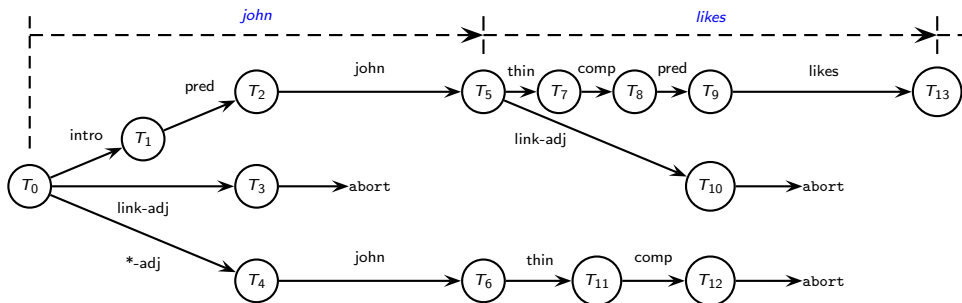 john likes
john thin comp pred likes
pred
T2 T5 T7 T8 T9 T13
intro T1 link-adj
T0 T3 abort T10 abort
link-adj
*-adj john thin comp
T4 T6 T11 T12 abort